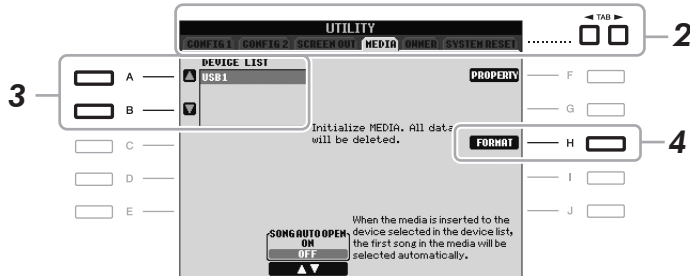 ◄ TAB ►
UTILITY
CONFIG 1 CONFIG 2 SCREEN OUT MEDIA OWNER SYSTEM RESET
2
DEVICE LIST
USB1
PROPERTY
3
A
B
C
D
E
F
G
H
I
J
Initialize MEDIA. All data
will be deleted.
FORMAT
4
SONG AUTO OPEN
ON
OFF
▲ ▼
When the media is inserted to the
device selected in the device list,
the first song in the media will be
selected automatically.